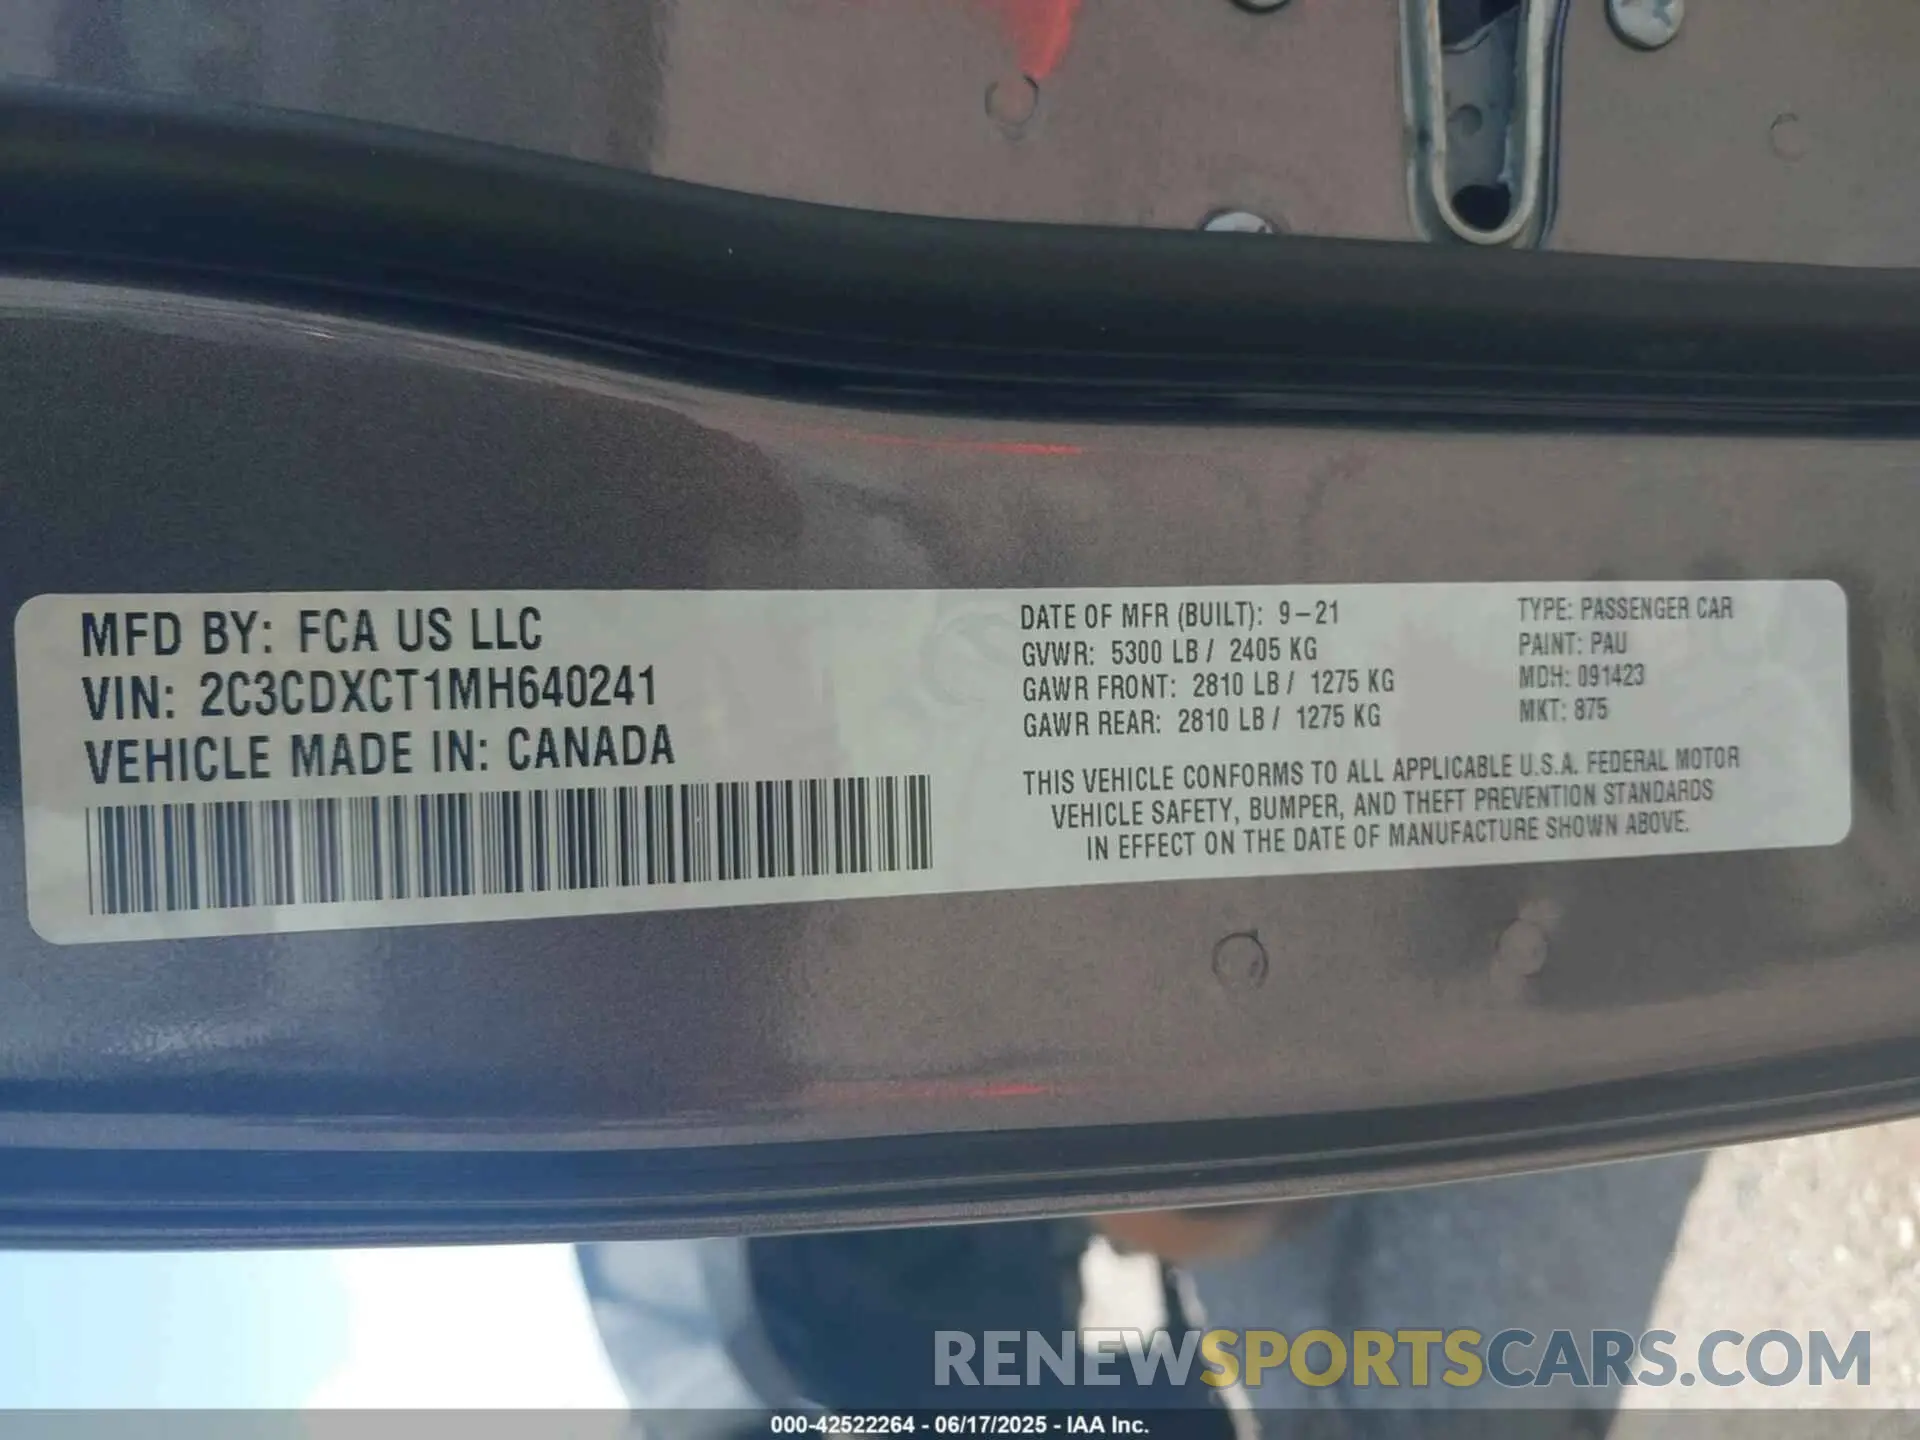 MFD BY: FCA US LLC
VIN: 2C3CDXCT1MH640241
VEHICLE MADE IN: CANADA
DATE OF MFR (BUILT): 9-21
GVWR: 5300 LB / 2405 KG
GAWR FRONT: 2810 LB / 1275 KG
GAWR REAR: 2810 LB / 1275 KG
TYPE: PASSENGER CAR
PAINT: PAU
MDH: 091423
MKT: 875
THIS VEHICLE CONFORMS TO ALL APPLICABLE U.S.A. FEDERAL MOTOR
VEHICLE SAFETY, BUMPER, AND THEFT PREVENTION STANDARDS
IN EFFECT ON THE DATE OF MANUFACTURE SHOWN ABOVE.
RENEWSPORTSCARS.COM
000-42522264 - 06/17/2025 - IAA Inc.